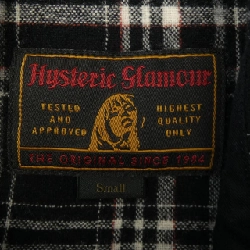 Hysteric Glamour
TESTED AND APPROVED
HIGHEST QUALITY ONLY
THE ORIGINAL SINCE 1984
Small